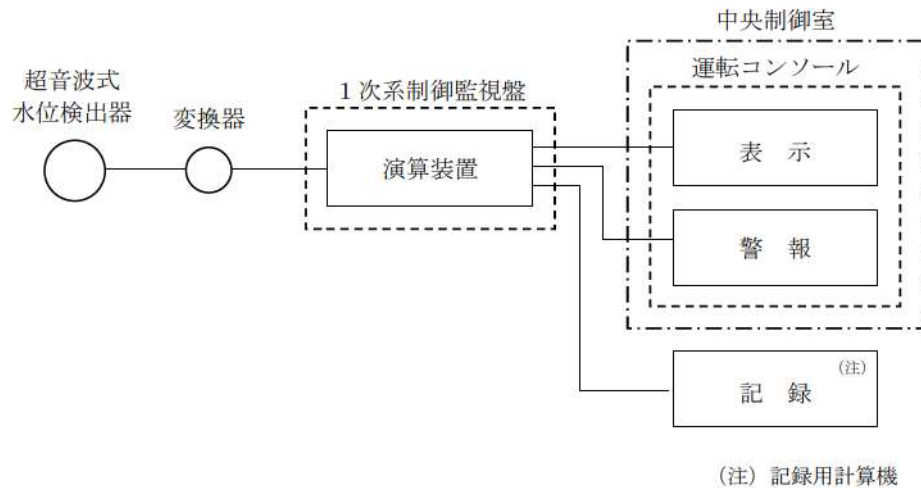 中央制御室
運転コンソール
超音波式
水位検出器
変換器
1次系制御監視盤
演算装置
表 示
警 報
(注)
記 録
(注) 記録用計算機